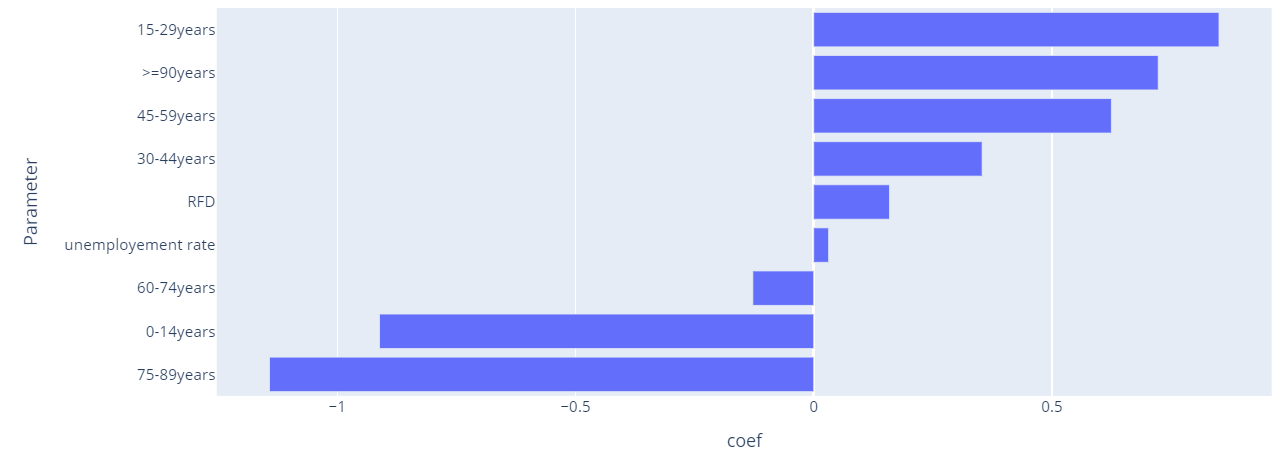 Parameter
15-29years
>=90years
45-59years
30-44years
RFD
unemployement rate
60-74years
0-14years
75-89years
−1
−0.5
0
0.5
coef